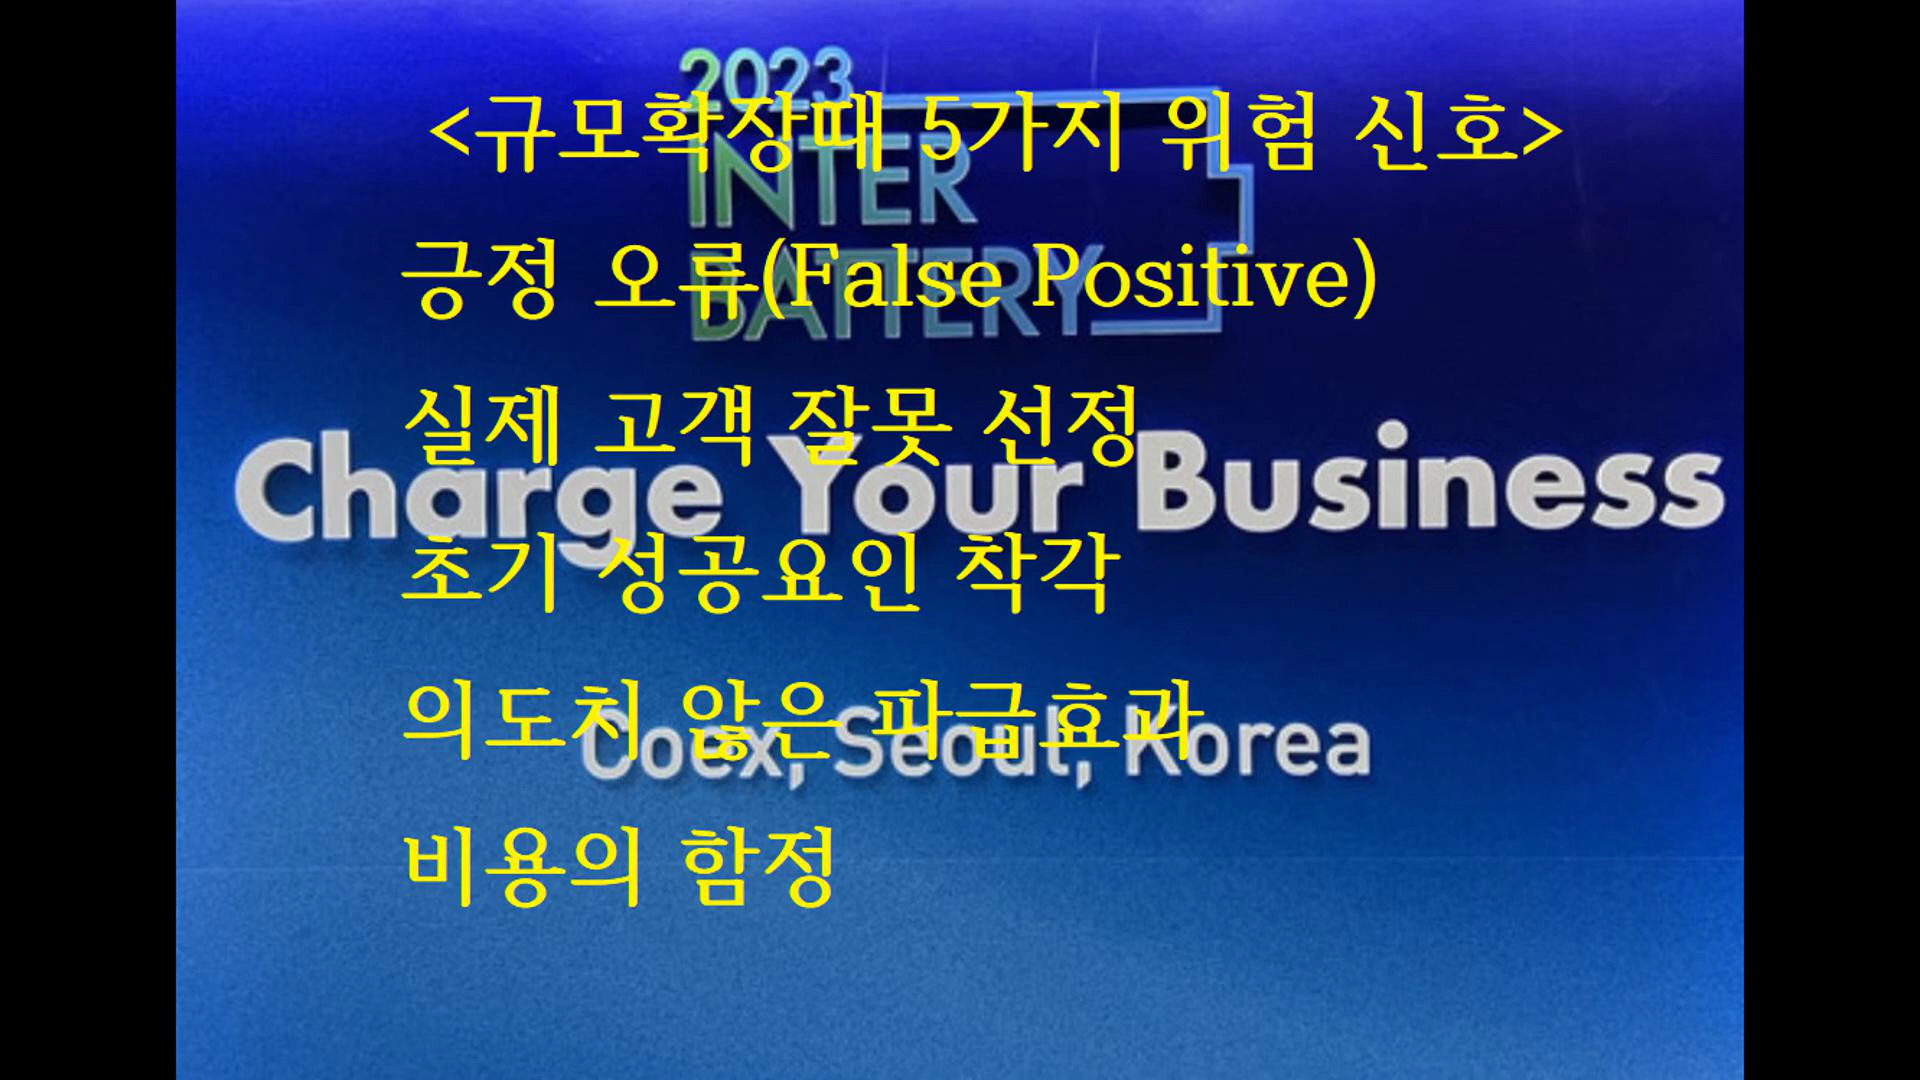 2023
<규모확장때 5가지 위험 신호>
INTER
긍정 오류(False Positive)
BATTERY
실제 고객 잘못 선정
Charge Your Business
초기 성공요인 착각
의도치 않은 파급효과
Coex, Seoul, Korea
비용의 함정